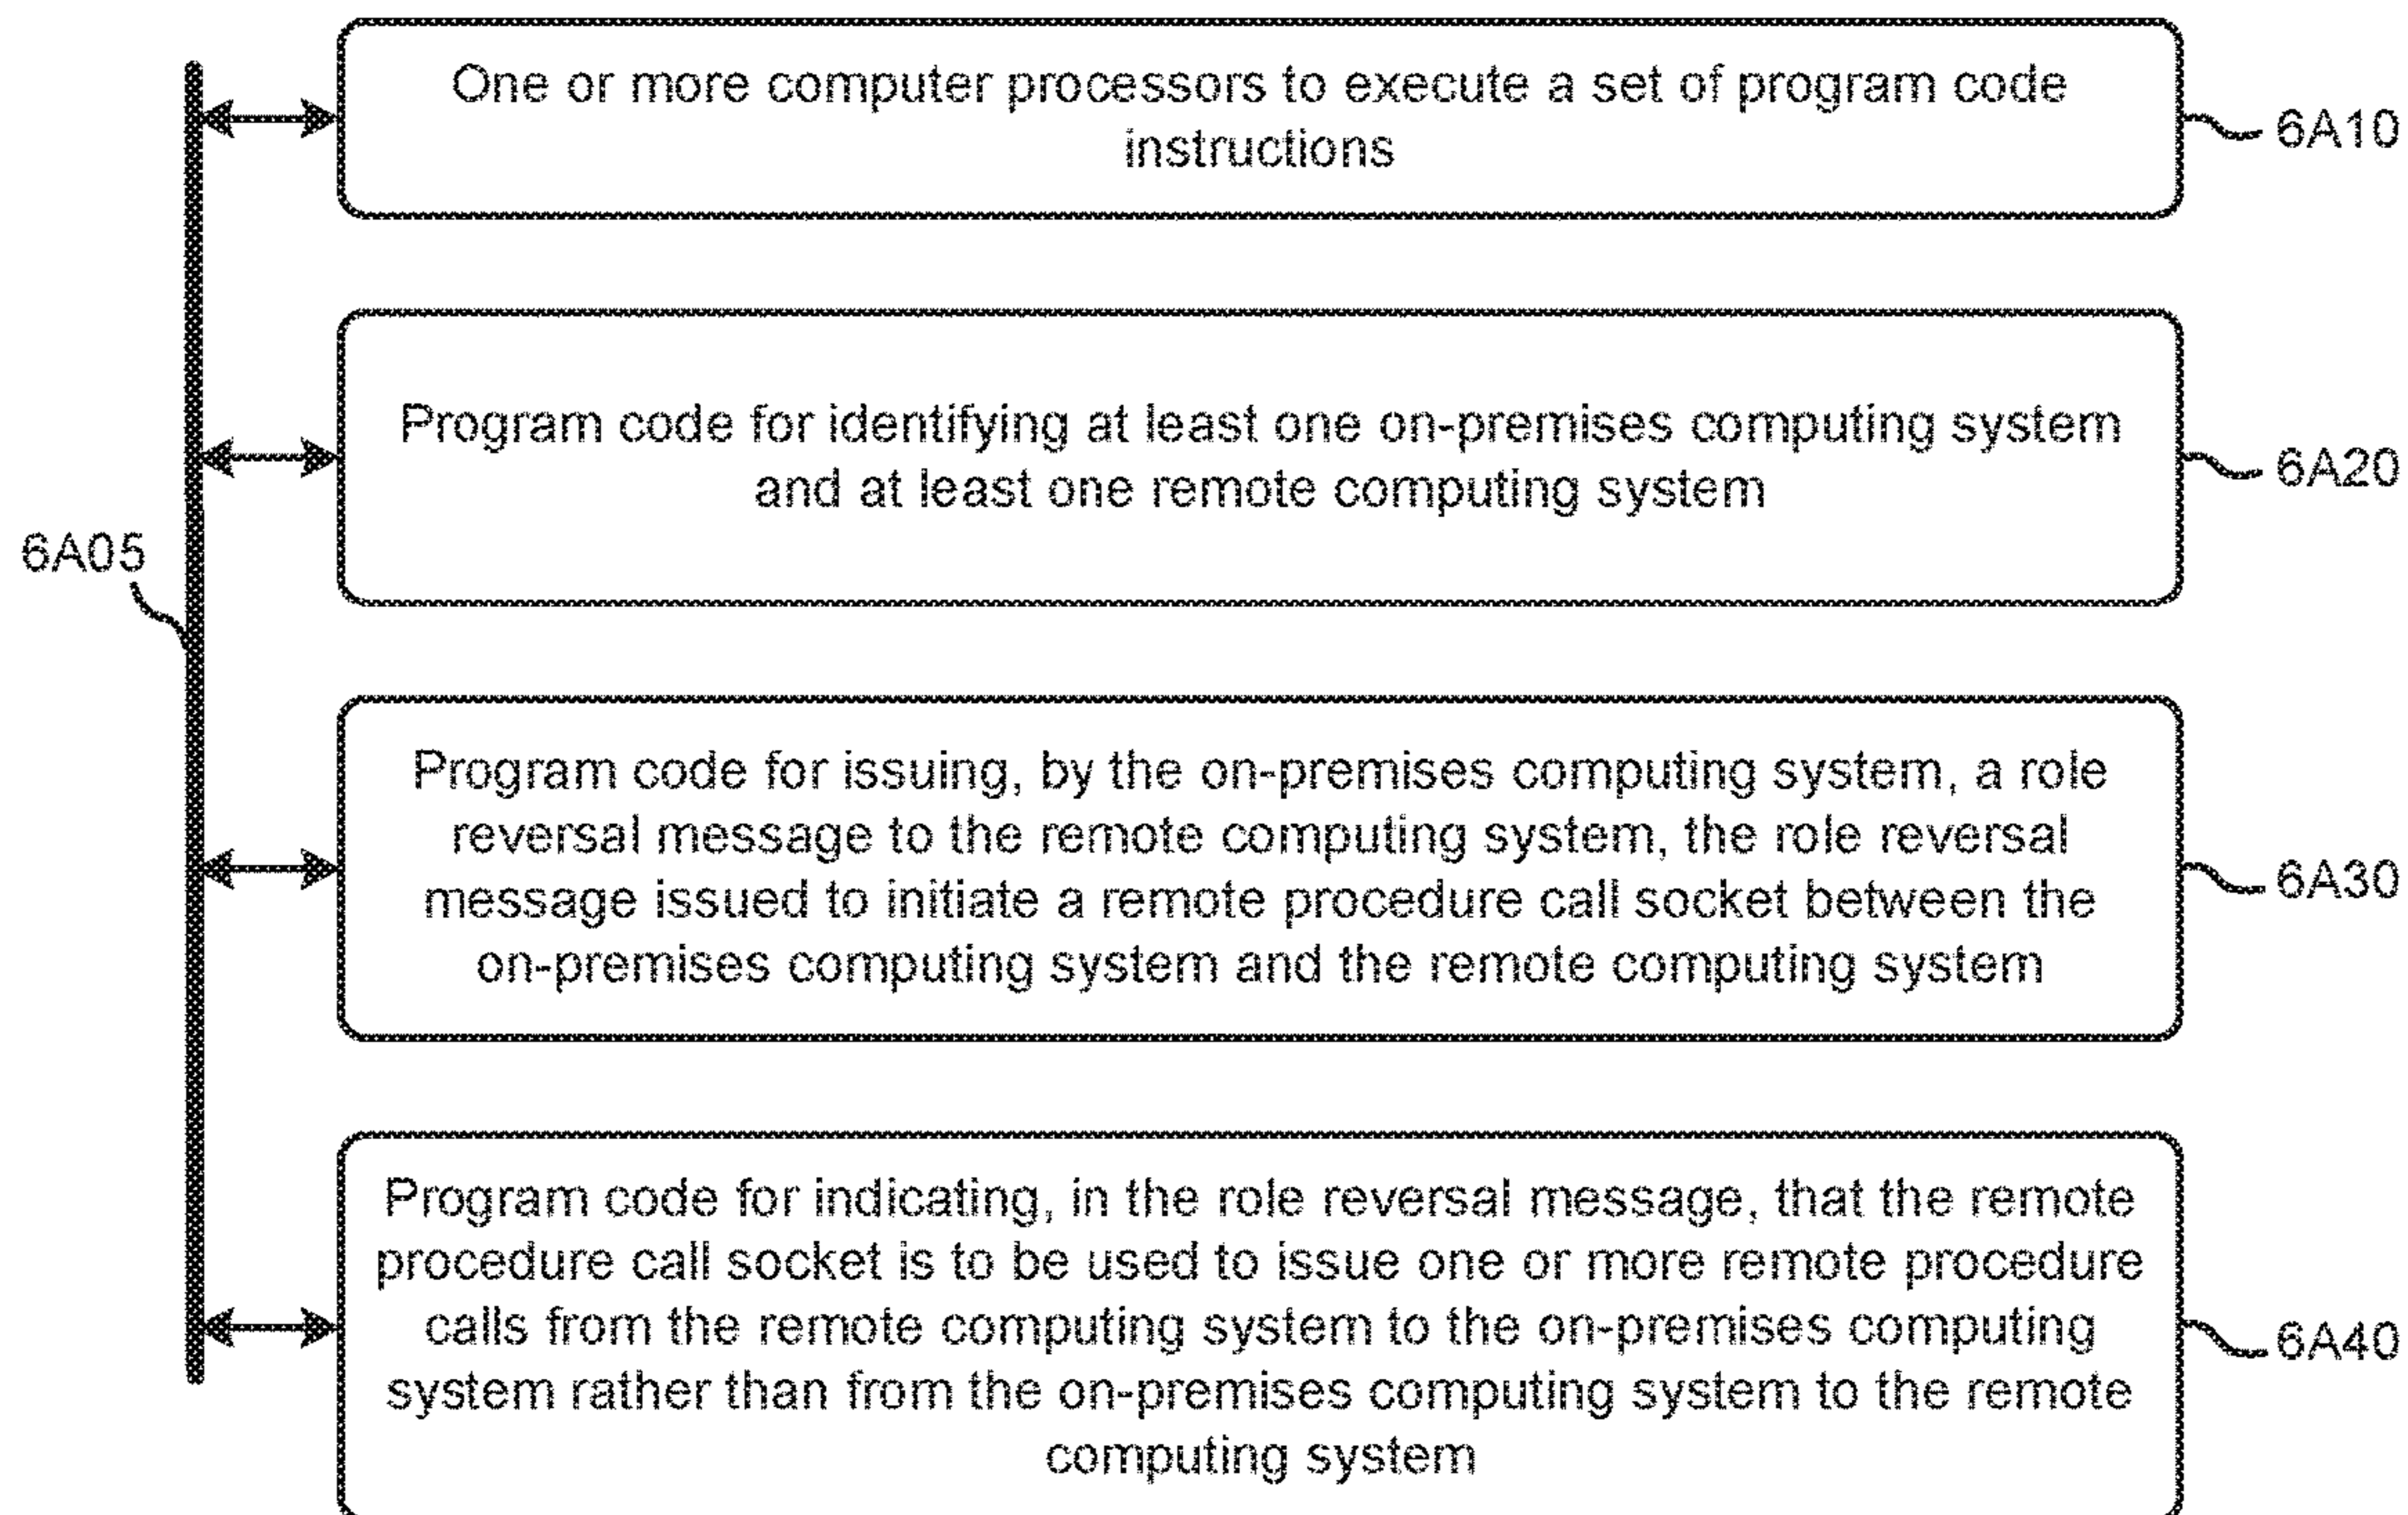 One or more computer processors to execute a set of program code
instructions
6A10
Program code for identifying at least one on-premises computing system
and at least one remote computing system
6A20
6A05
Program code for issuing, by the on-premises computing system, a role
reversal message to the remote computing system, the role reversal
message issued to initiate a remote procedure call socket between the
on-premises computing system and the remote computing system
6A30
Program code for indicating, in the role reversal message, that the remote
procedure call socket is to be used to issue one or more remote procedure
calls from the remote computing system to the on-premises computing
system rather than from the on-premises computing system to the remote
computing system
6A40